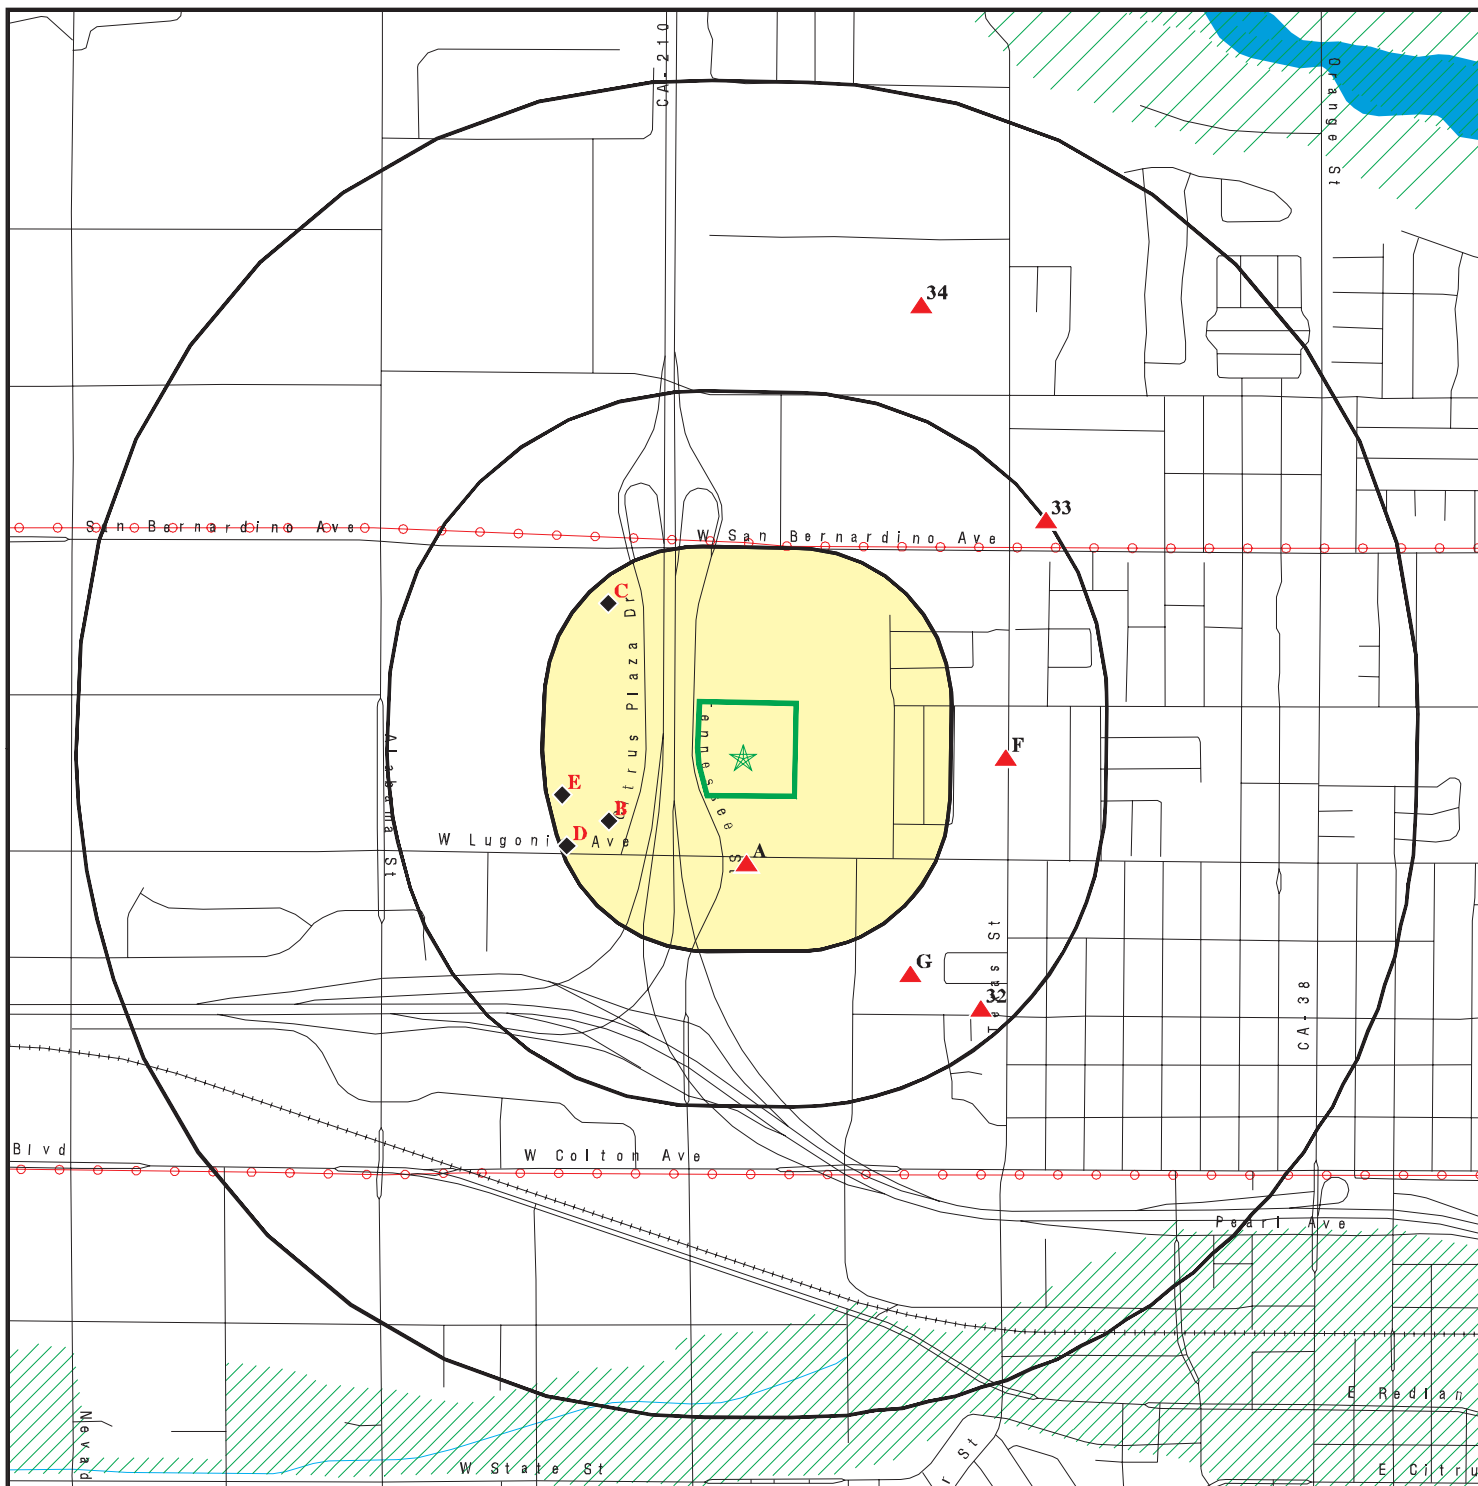 CA-210
Orange St
34
33
San Bernardino Ave
W San Bernardino Ave
C
Citrus Plaza Dr
Tennessee St
Alabama St
F
E
B
D
W Lugonia Ave
A
G
32
Texas St
CA-38
Blvd
W Colton Ave
Pearl Ave
E Redlan
Nevad
W State St
r St
E Citru